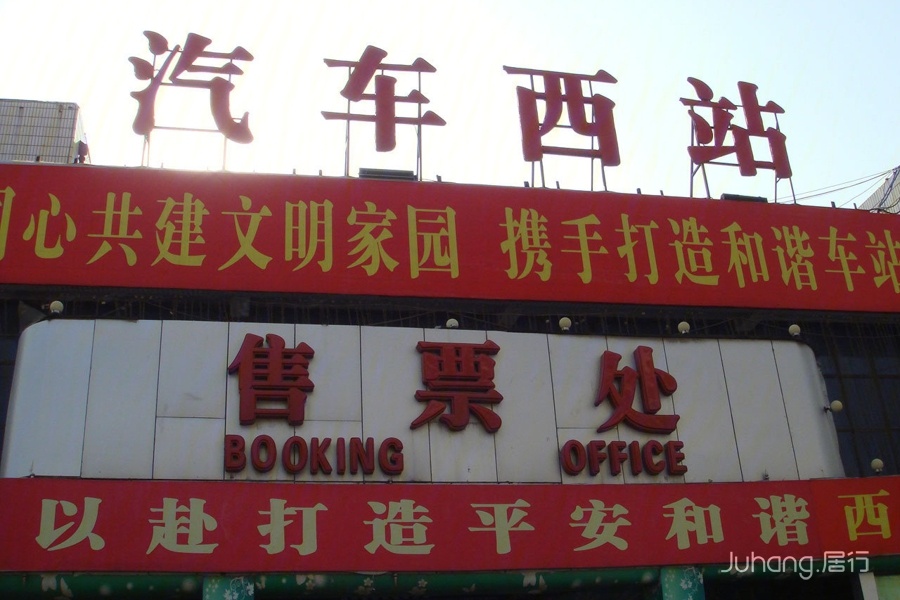 汽车西站
同心共建文明家园 携手打造和谐车站
售票处
BOOKING OFFICE
以赴打造平安和谐西
Juhang.居行